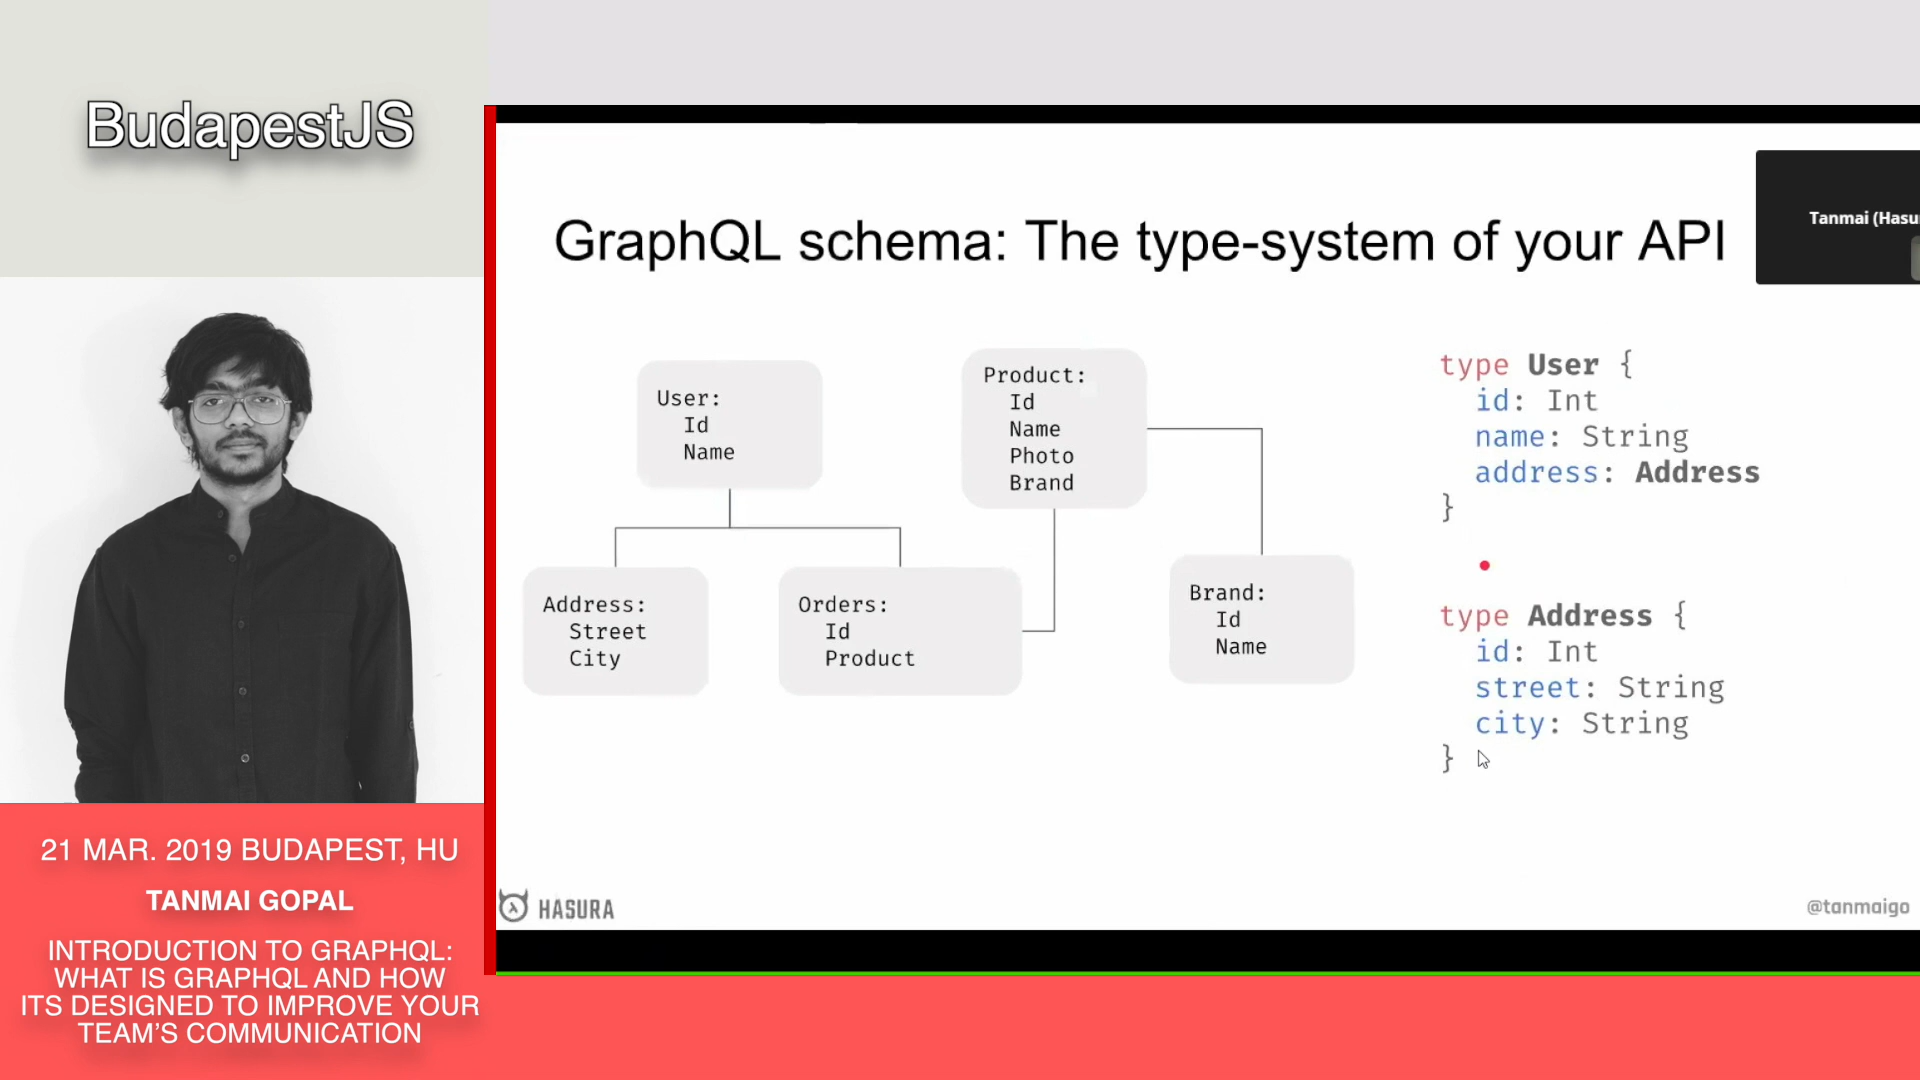 BudapestJS
21 MAR. 2019 BUDAPEST, HU
TANMAI GOPAL
INTRODUCTION TO GRAPHQL:
WHAT IS GRAPHQL AND HOW
ITS DESIGNED TO IMPROVE YOUR
TEAM’S COMMUNICATION
GraphQL schema: The type-system of your API
Tanmai (Hasu
User:
Id
Name
Address:
Street
City
Orders:
Id
Product
Product:
Id
Name
Photo
Brand
Brand:
Id
Name
type User {
id: Int
name: String
address: Address
}
type Address {
id: Int
street: String
city: String
}
HASURA
@tanmaigo